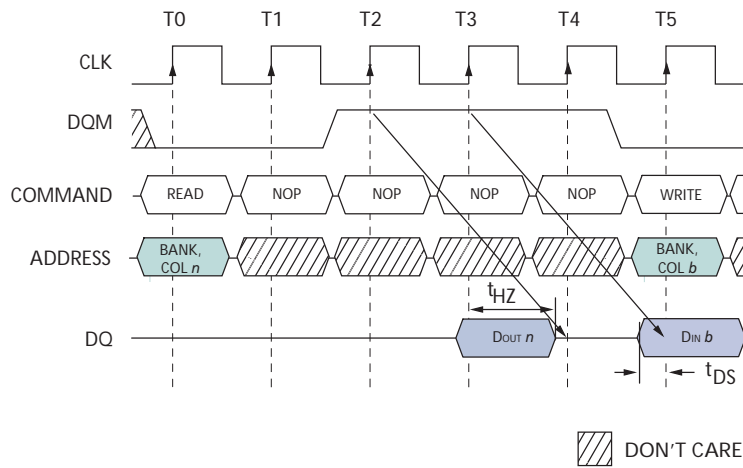 T0 T1 T2 T3 T4 T5
CLK
DQM
COMMAND READ NOP NOP NOP NOP WRITE
ADDRESS BANK, COL n BANK, COL b
tHZ
DQ DOUT n DIN b
tDS
DON'T CARE